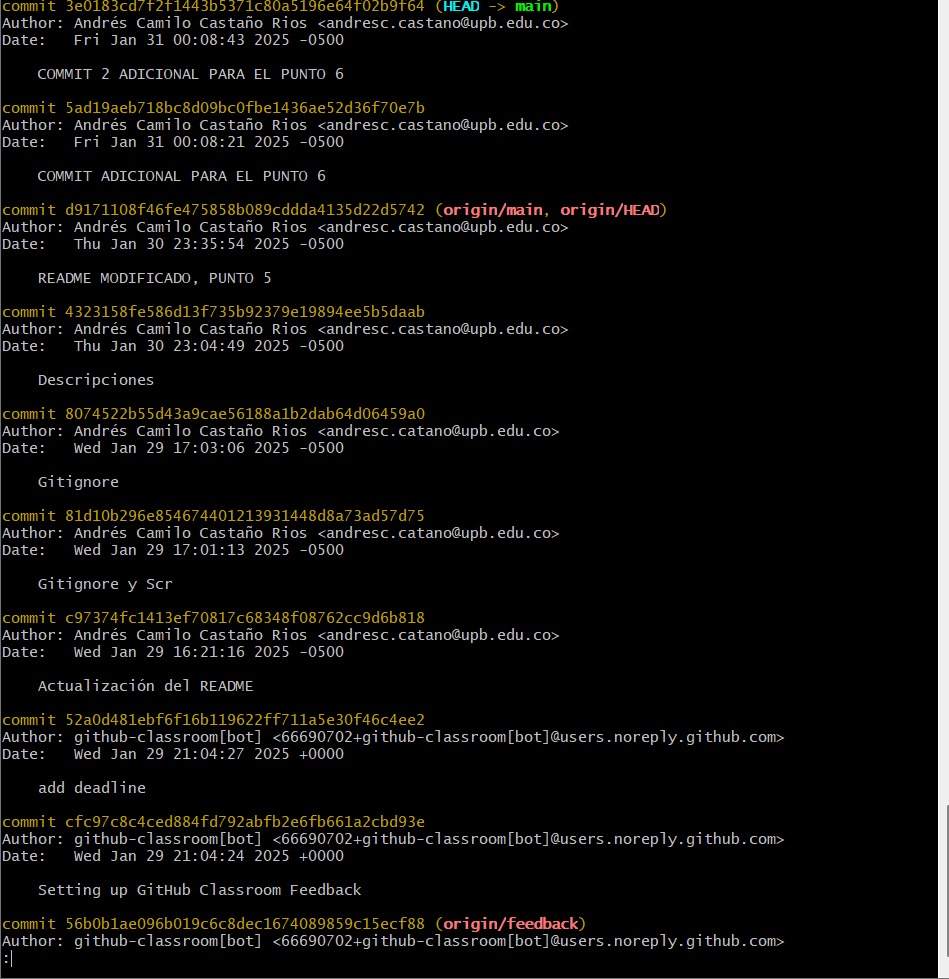 commit 3e0183cd7f2f1443b5371c80a5196e64f02b9f64 (HEAD -> main)
Author: Andrés Camilo Castaño Rios <andresc.castano@upb.edu.co>
Date:   Fri Jan 31 00:08:43 2025 -0500
    COMMIT 2 ADICIONAL PARA EL PUNTO 6
commit 5ad19aeb718bc8d09bc0fbe1436ae52d36f70e7b
Author: Andrés Camilo Castaño Rios <andresc.castano@upb.edu.co>
Date:   Fri Jan 31 00:08:21 2025 -0500
    COMMIT ADICIONAL PARA EL PUNTO 6
commit d9171108f46fe475858b089cddda4135d22d5742 (origin/main, origin/HEAD)
Author: Andrés Camilo Castaño Rios <andresc.castano@upb.edu.co>
Date:   Thu Jan 30 23:35:54 2025 -0500
    README MODIFICADO, PUNTO 5
commit 4323158fe586d13f735b92379e19894ee5b5daab
Author: Andrés Camilo Castaño Rios <andresc.castano@upb.edu.co>
Date:   Thu Jan 30 23:04:49 2025 -0500
    Descripciones
commit 8074522b55d43a9cae56188a1b2dab64d06459a0
Author: Andrés Camilo Castaño Rios <andresc.catano@upb.edu.co>
Date:   Wed Jan 29 17:03:06 2025 -0500
    Gitignore
commit 81d10b296e854674401213931448d8a73ad57d75
Author: Andrés Camilo Castaño Rios <andresc.catano@upb.edu.co>
Date:   Wed Jan 29 17:01:13 2025 -0500
    Gitignore y Scr
commit c97374fc1413ef70817c68348f08762cc9d6b818
Author: Andrés Camilo Castaño Rios <andresc.catano@upb.edu.co>
Date:   Wed Jan 29 16:21:16 2025 -0500
    Actualización del README
commit 52a0d481ebf6f16b119622ff711a5e30f46c4ee2
Author: github-classroom[bot] <66690702+github-classroom[bot]@users.noreply.github.com>
Date:   Wed Jan 29 21:04:27 2025 +0000
    add deadline
commit cfc97c8c4ced884fd792abfb2e6fb661a2cbd93e
Author: github-classroom[bot] <66690702+github-classroom[bot]@users.noreply.github.com>
Date:   Wed Jan 29 21:04:24 2025 +0000
    Setting up GitHub Classroom Feedback
commit 56b0b1ae096b019c6c8dec1674089859c15ecf88 (origin/feedback)
Author: github-classroom[bot] <66690702+github-classroom[bot]@users.noreply.github.com>
: